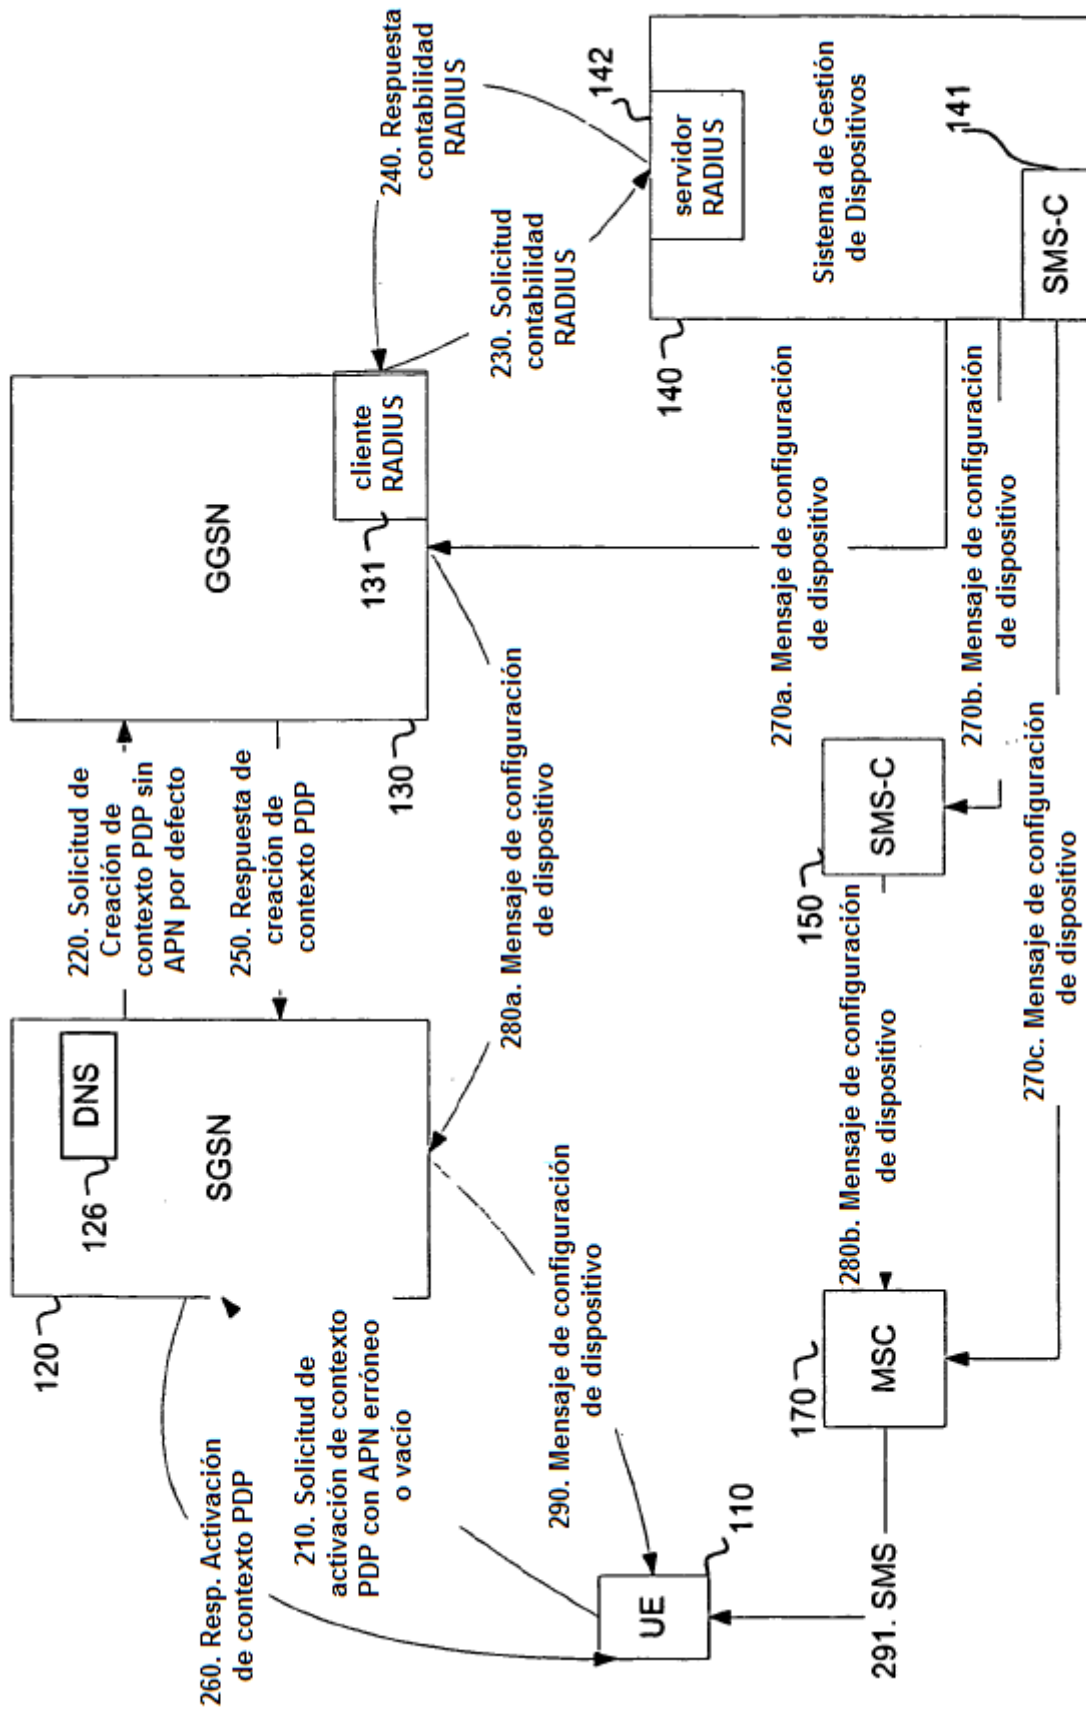 260. Resp. Activación
de contexto PDP
120
210. Solicitud de
activación de contexto
PDP con APN erróneo
o vacío
126
DNS
SGSN
220. Solicitud de
Creación de
contexto PDP sin
APN por defecto
250. Respuesta de
creación de
contexto PDP
130
GGSN
131
cliente
RADIUS
240. Respuesta
contabilidad
RADIUS
230. Solicitud
contabilidad
RADIUS
142
servidor
RADIUS
Sistema de Gestión
de Dispositivos
140
141
SMS-C
280a. Mensaje de configuración
de dispositivo
290. Mensaje de configuración
de dispositivo
UE
110
291. SMS
170
MSC
280b. Mensaje de configuración
de dispositivo
150
SMS-C
270a. Mensaje de configuración
de dispositivo
270b. Mensaje de configuración
de dispositivo
270c. Mensaje de configuración
de dispositivo